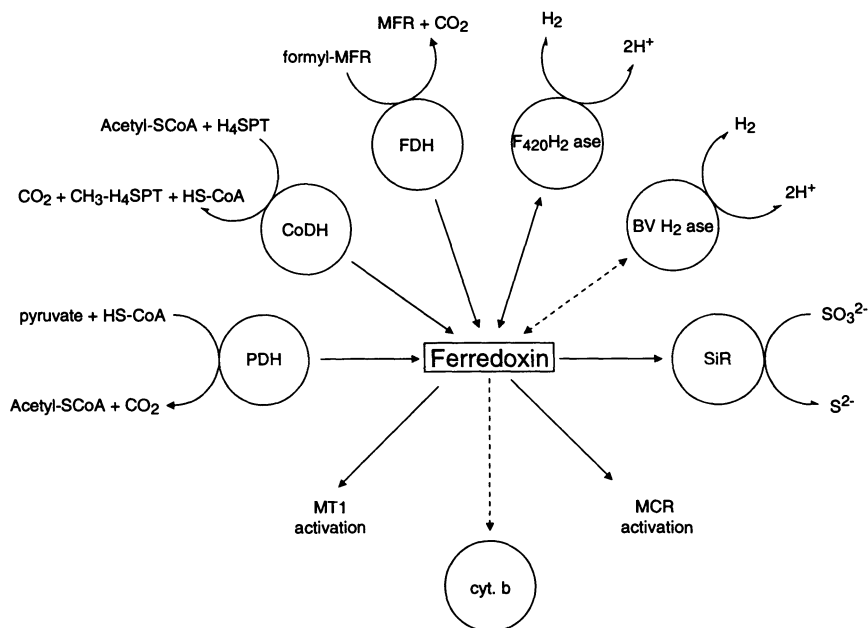 MFR + CO₂
H₂
formyl-MFR
2H⁺
Acetyl-SCoA + H₄SPT
FDH
F₄₂₀H₂ ase
H₂
CO₂ + CH₃-H₄SPT + HS-CoA
CoDH
BV H₂ ase
2H⁺
pyruvate + HS-CoA
PDH
Ferredoxin
SiR
SO₃²⁻
Acetyl-SCoA + CO₂
S²⁻
MT1
activation
MCR
activation
cyt. b